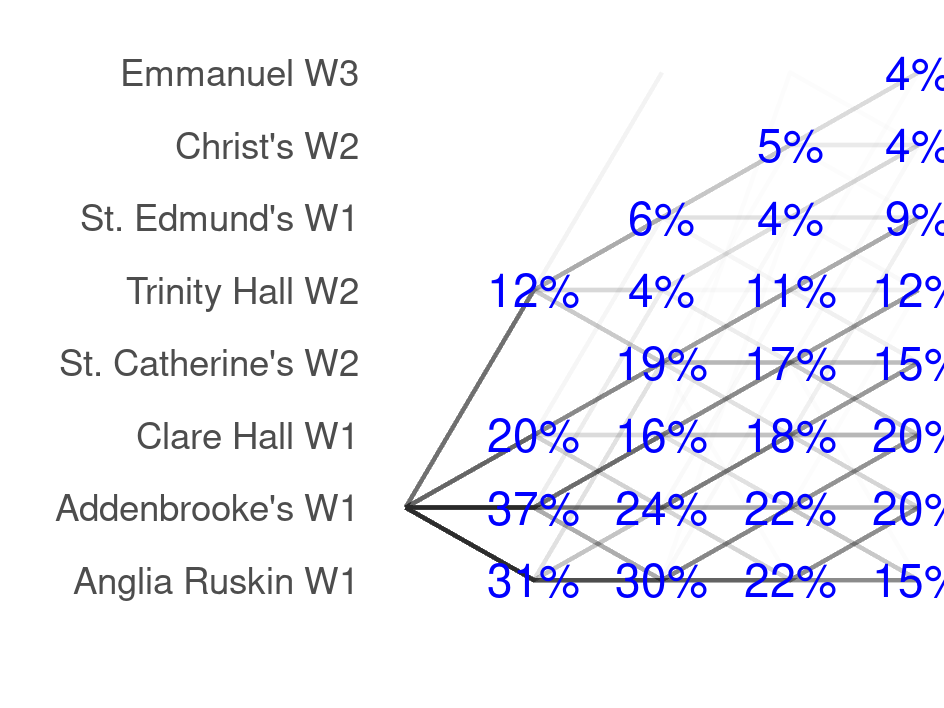 Emmanuel W3 4%
Christ's W2 5% 4%
St. Edmund's W1 6% 4% 9%
Trinity Hall W2 12% 4% 11% 12%
St. Catherine's W2 19% 17% 15%
Clare Hall W1 20% 16% 18% 20%
Addenbrooke's W1 37% 24% 22% 20%
Anglia Ruskin W1 31% 30% 22% 15%